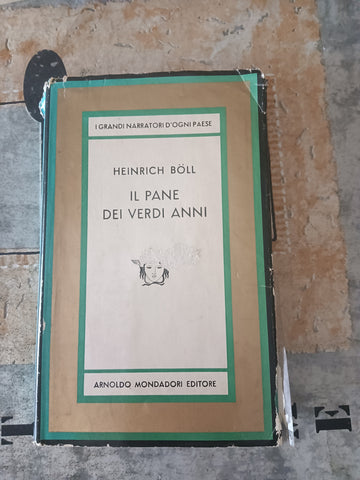 I GRANDI NARRATORI D'OGNI PAESE
HEINRICH BÖLL
IL PANE
DEI VERDI ANNI
ARNOLDO MONDADORI EDITORE